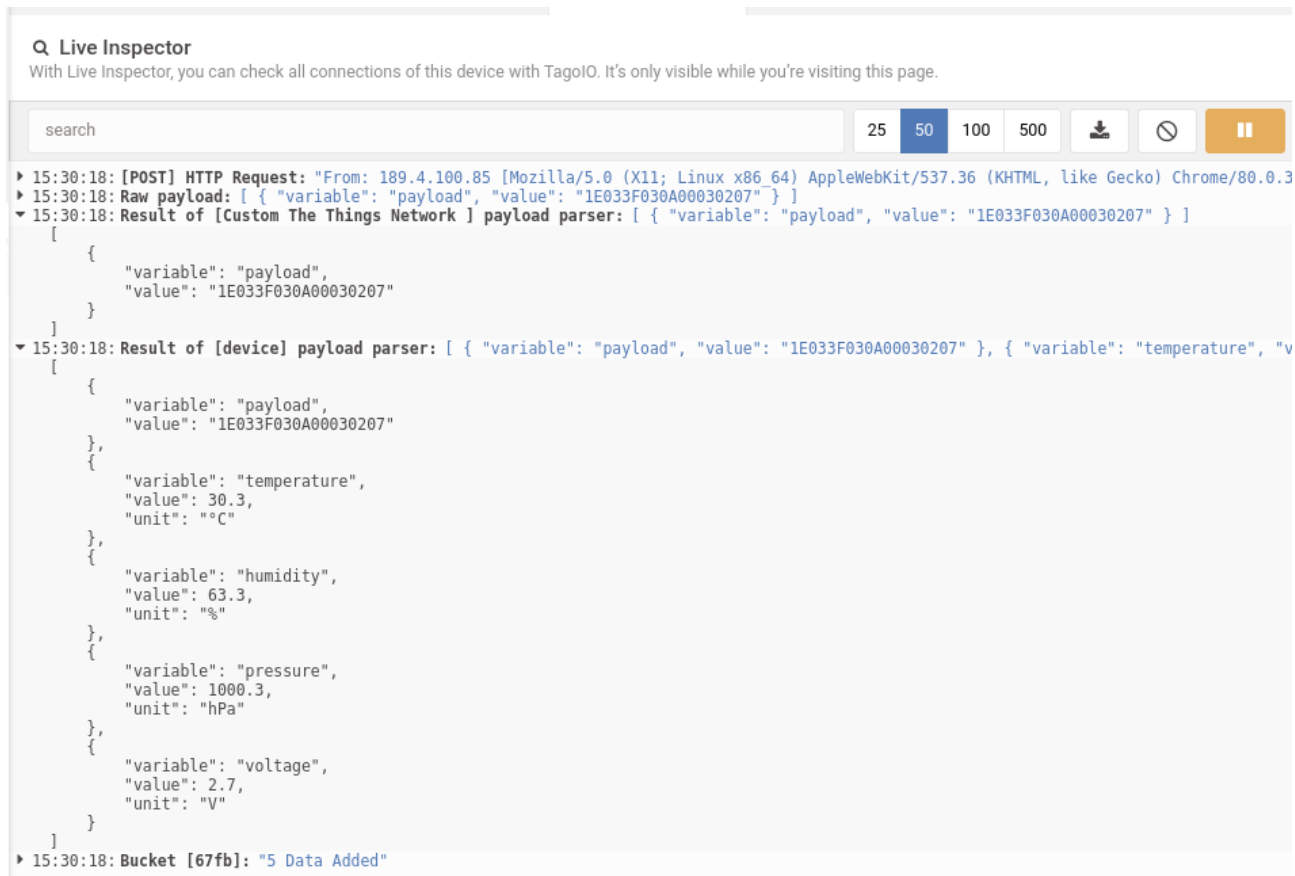 Live Inspector
With Live Inspector, you can check all connections of this device with TagoIO. It's only visible while you're visiting this page.
search 25 50 100 500
15:30:18: [POST] HTTP Request: "From: 189.4.100.85 [Mozilla/5.0 (X11; Linux x86_64) AppleWebKit/537.36 (KHTML, like Gecko) Chrome/80.0.3
15:30:18: Raw payload: [ { "variable": "payload", "value": "1E033F030A00030207" } ]
15:30:18: Result of [Custom The Things Network ] payload parser: [ { "variable": "payload", "value": "1E033F030A00030207" } ]
[
{
"variable": "payload",
"value": "1E033F030A00030207"
}
]
15:30:18: Result of [device] payload parser: [ { "variable": "payload", "value": "1E033F030A00030207" }, { "variable": "temperature", "v
[
{
"variable": "payload",
"value": "1E033F030A00030207"
},
{
"variable": "temperature",
"value": 30.3,
"unit": "°C"
},
{
"variable": "humidity",
"value": 63.3,
"unit": "%"
},
{
"variable": "pressure",
"value": 1000.3,
"unit": "hPa"
},
{
"variable": "voltage",
"value": 2.7,
"unit": "V"
}
]
15:30:18: Bucket [67fb]: "5 Data Added"